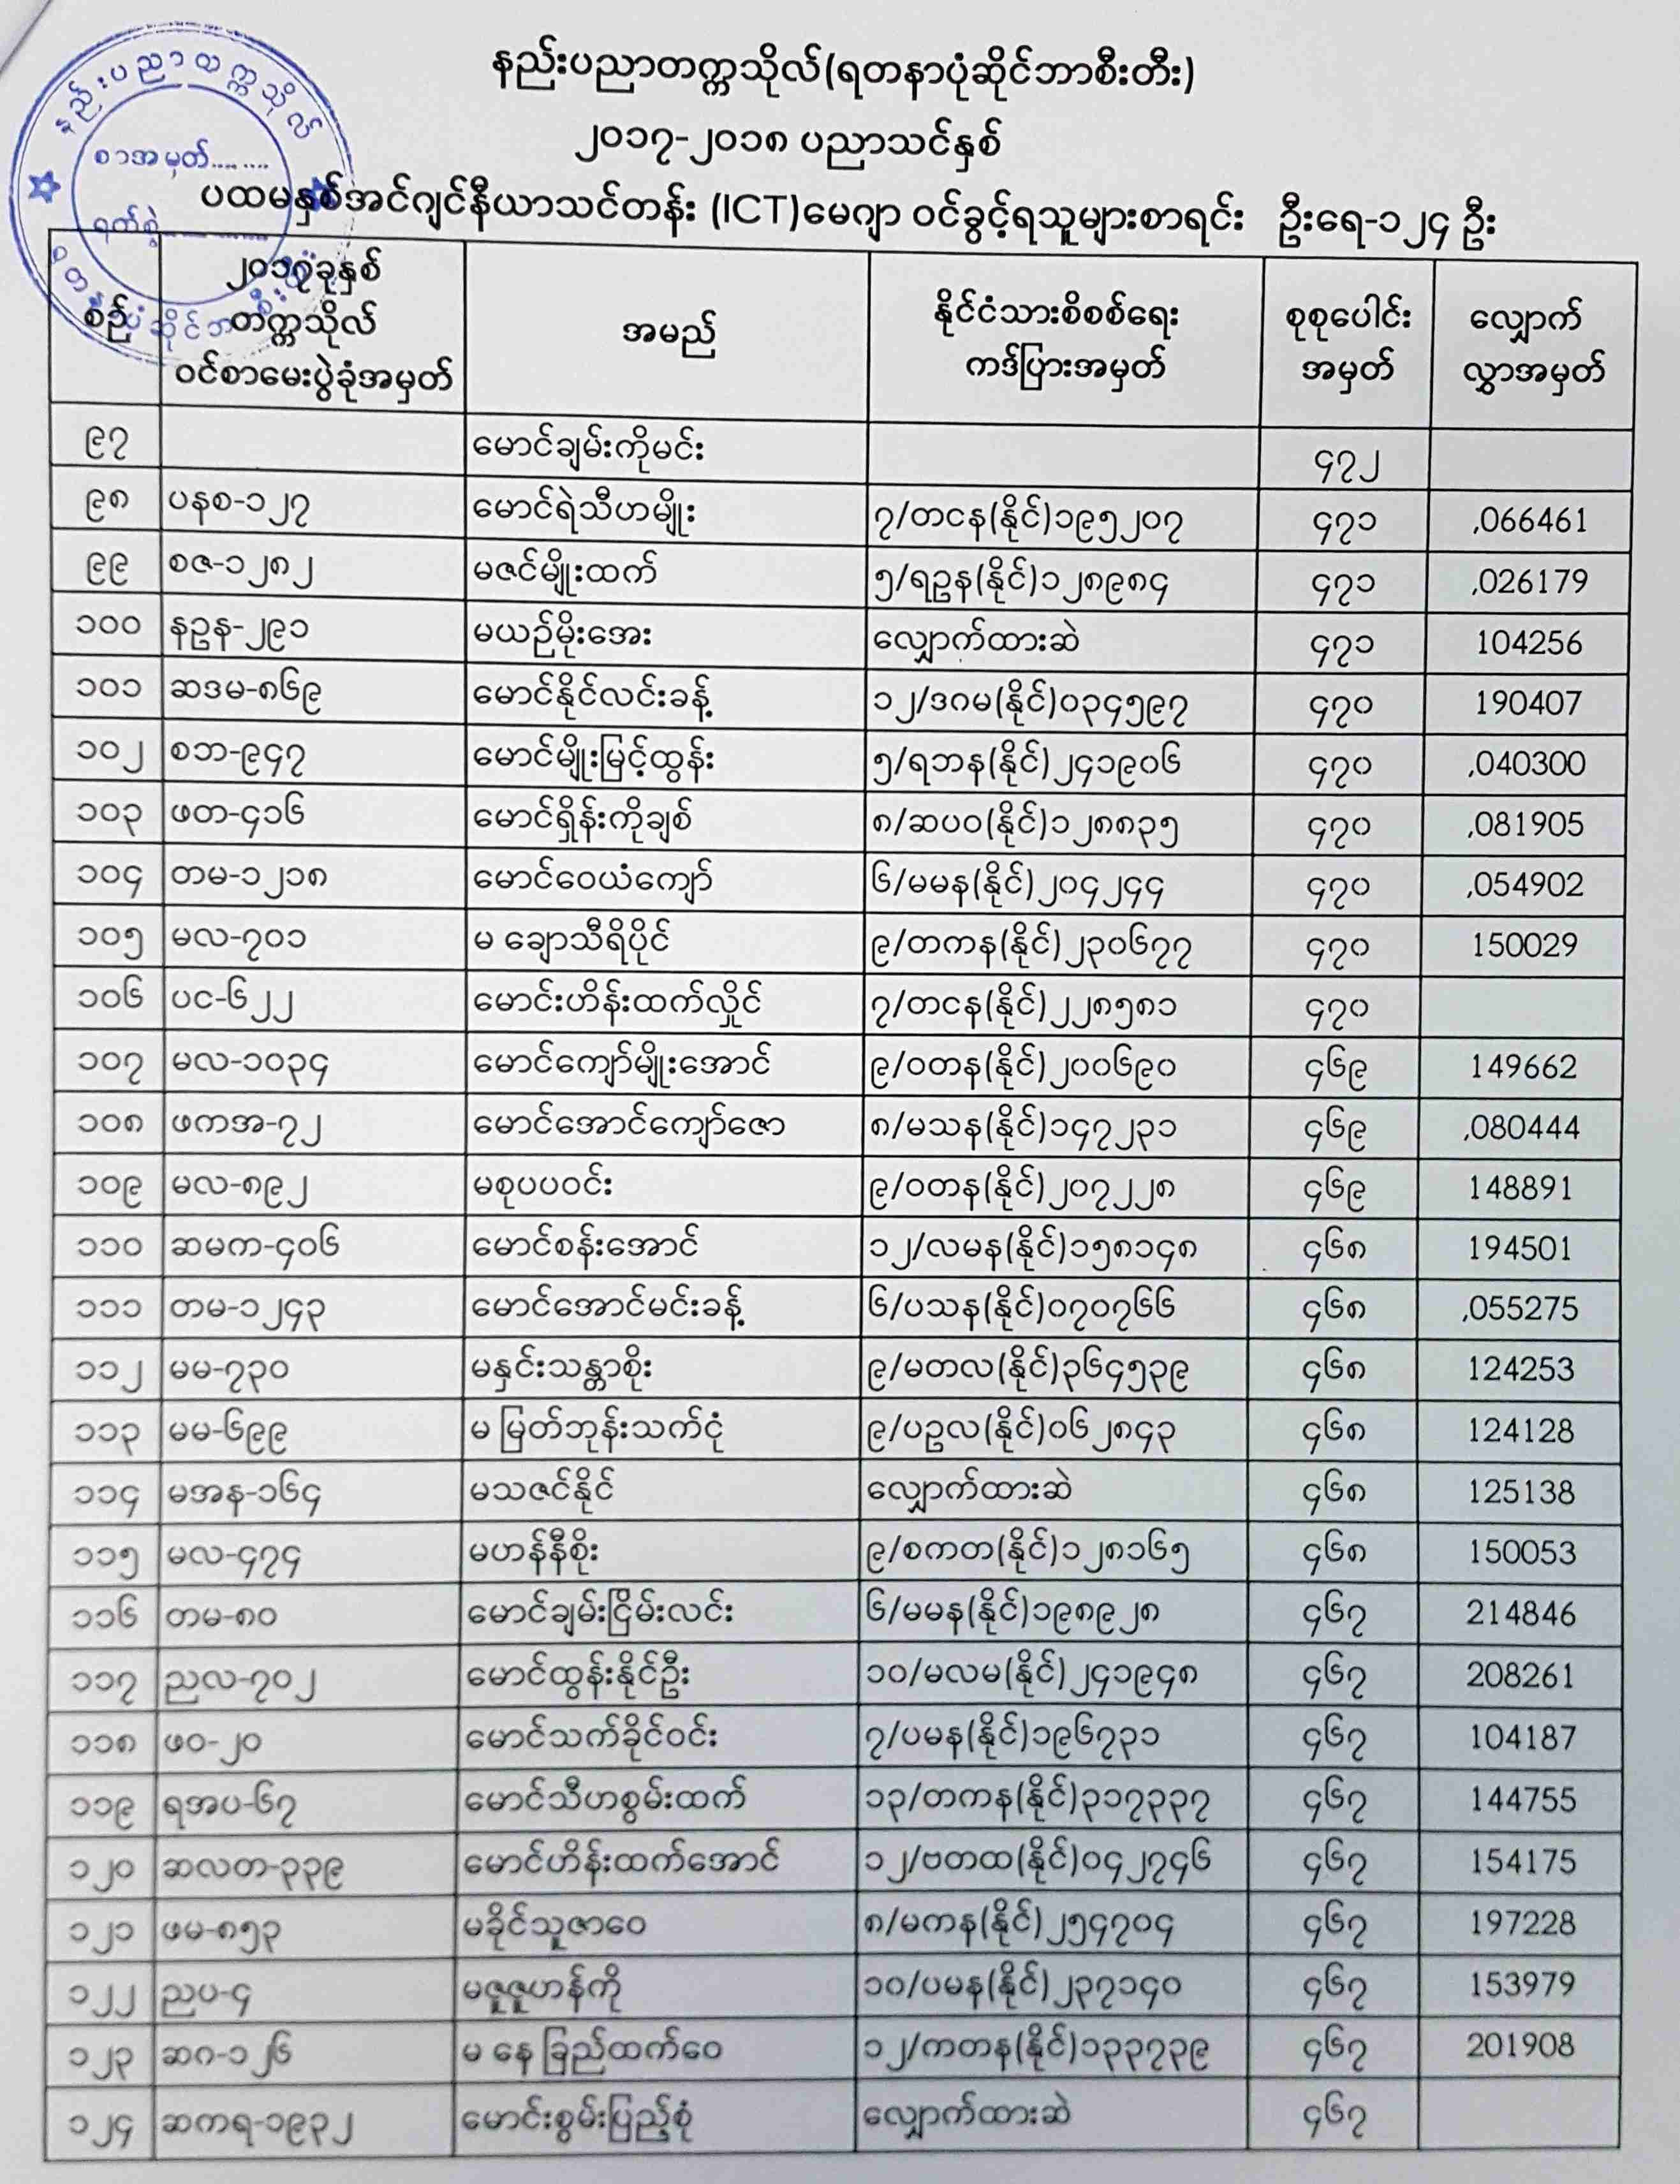 နည်းပညာတက္ကသိုလ်(ရတနာပုံဆိုင်ဘာစီးတီး)
၂၀၁၇-၂၀၁၈ ပညာသင်နှစ်
ပထမနှစ်အင်ဂျင်နီယာသင်တန်း (ICT)မေဂျာ ဝင်ခွင့်ရသူများစာရင်း ဦးရေ-၁၂၄ ဦး
နည်းပညာတက္ကသိုလ်
စာအမှတ်........
ရက်စွဲ
စဉ် ၂၀၁၇ခုနှစ် တက္ကသိုလ် ဝင်စာမေးပွဲခုံအမှတ် အမည် နိုင်ငံသားစိစစ်ရေး ကဒ်ပြားအမှတ် စုစုပေါင်း အမှတ် လျှောက် လွှာအမှတ်
၉၇ မောင်ချမ်းကိုမင်း ၄၇၂
၉၈ ပနစ-၁၂၇ မောင်ရဲသီဟမျိုး ၇/တငန(နိုင်)၁၉၅၂၀၇ ၄၇၁ ,066461
၉၉ စဇ-၁၂၈၂ မဇင်မျိုးထက် ၅/ရဥန(နိုင်)၁၂၈၉၈၄ ၄၇၁ ,026179
၁၀၀ နဥန-၂၉၁ မယဉ်မိုးအေး လျှောက်ထားဆဲ ၄၇၁ 104256
၁၀၁ ဆဒမ-၈၆၉ မောင်နိုင်လင်းခန့် ၁၂/ဒဂမ(နိုင်)၀၃၄၅၉၇ ၄၇၀ 190407
၁၀၂ စဘ-၉၄၇ မောင်မျိုးမြင့်ထွန်း ၅/ရဘန(နိုင်)၂၄၁၉၀၆ ၄၇၀ ,040300
၁၀၃ ဖတ-၄၁၆ မောင်ရှိန်းကိုချစ် ၈/ဆပဝ(နိုင်)၁၂၈၈၃၅ ၄၇၀ ,081905
၁၀၄ တမ-၁၂၁၈ မောင်ဝေယံကျော် ၆/မမန(နိုင်)၂၀၄၂၄၄ ၄၇၀ ,054902
၁၀၅ မလ-၇၀၁ မ ချောသီရိပိုင် ၉/တကန(နိုင်)၂၃၀၆၇၇ ၄၇၀ 150029
၁၀၆ ပင-၆၂၂ မောင်းဟိန်းထက်လှိုင် ၇/တငန(နိုင်)၂၂၈၅၈၁ ၄၇၀
၁၀၇ မလ-၁၀၃၄ မောင်ကျော်မျိုးအောင် ၉/ဝတန(နိုင်)၂၀၀၆၉၀ ၄၆၉ 149662
၁၀၈ ဖကအ-၇၂ မောင်အောင်ကျော်ဇော ၈/မသန(နိုင်)၁၄၇၂၃၁ ၄၆၉ ,080444
၁၀၉ မလ-၈၉၂ မစုပပဝင်း ၉/ဝတန(နိုင်)၂၀၇၂၂၈ ၄၆၉ 148891
၁၁၀ ဆမက-၄၀၆ မောင်စန်းအောင် ၁၂/လမန(နိုင်)၁၅၈၁၄၈ ၄၆၈ 194501
၁၁၁ တမ-၁၂၄၃ မောင်အောင်မင်းခန့် ၆/ပသန(နိုင်)၀၇၀၇၆၆ ၄၆၈ ,055275
၁၁၂ မမ-၇၃၀ မနှင်းသန္တာစိုး ၉/မတလ(နိုင်)၃၆၄၅၃၉ ၄၆၈ 124253
၁၁၃ မမ-၆၉၉ မ မြတ်ဘုန်းသက်ငုံ ၉/ပဥလ(နိုင်)၀၆၂၈၄၃ ၄၆၈ 124128
၁၁၄ မအန-၁၆၄ မသဇင်နိုင် လျှောက်ထားဆဲ ၄၆၈ 125138
၁၁၅ မလ-၄၇၄ မဟန်နီစိုး ၉/စကတ(နိုင်)၁၂၈၁၆၅ ၄၆၈ 150053
၁၁၆ တမ-၈၀ မောင်ချမ်းငြိမ်းလင်း ၆/မမန(နိုင်)၁၉၈၉၂၈ ၄၆၇ 214846
၁၁၇ ညလ-၇၀၂ မောင်ထွန်းနိုင်ဦး ၁၀/မလမ(နိုင်)၂၄၁၉၄၈ ၄၆၇ 208261
၁၁၈ ဖဝ-၂၀ မောင်သက်ခိုင်ဝင်း ၇/ပမန(နိုင်)၁၉၆၇၃၁ ၄၆၇ 104187
၁၁၉ ရအပ-၆၇ မောင်သီဟစွမ်းထက် ၁၃/တကန(နိုင်)၃၁၇၃၃၇ ၄၆၇ 144755
၁၂၀ ဆလတ-၃၃၉ မောင်ဟိန်းထက်အောင် ၁၂/ဗတထ(နိုင်)၀၄၂၇၄၆ ၄၆၇ 154175
၁၂၁ ဖမ-၈၅၃ မခိုင်သူဇာဝေ ၈/မကန(နိုင်)၂၅၄၇၀၄ ၄၆၇ 197228
၁၂၂ ညပ-၄ မဇူဇူဟန်ကို ၁၀/ပမန(နိုင်)၂၃၇၁၄၀ ၄၆၇ 153979
၁၂၃ ဆဂ-၁၂၆ မ နေ ခြည်ထက်ဝေ ၁၂/ကတန(နိုင်)၁၃၃၇၃၉ ၄၆၇ 201908
၁၂၄ ဆကရ-၁၉၃၂ မောင်းစွမ်းပြည့်စုံ လျှောက်ထားဆဲ ၄၆၇